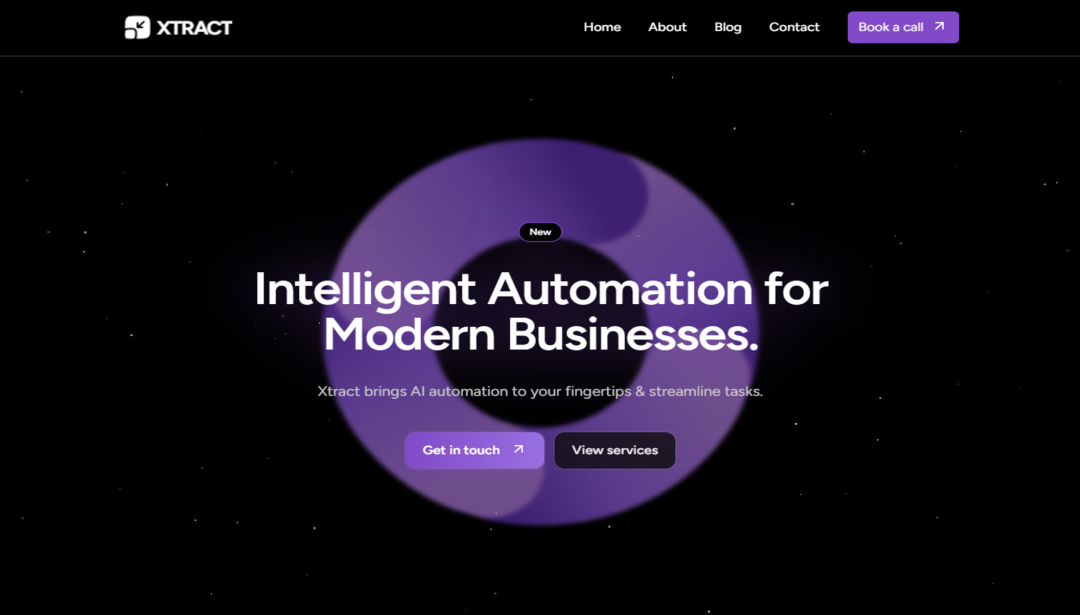 XTRACT
Home About Blog Contact Book a call
New
Intelligent Automation for
Modern Businesses.
Xtract brings AI automation to your fingertips & streamline tasks.
Get in touch View services